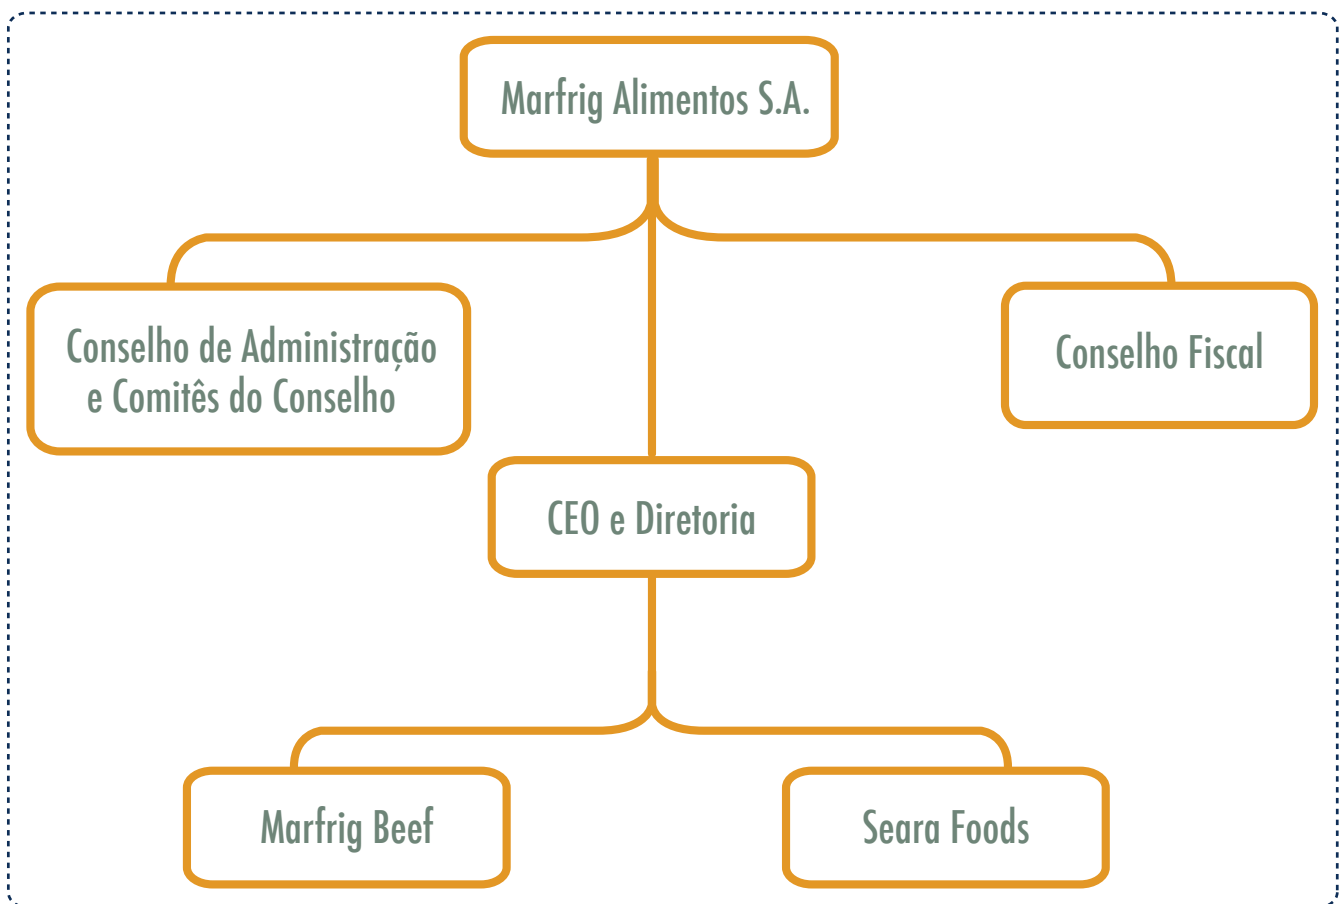 Marfrig Alimentos S.A.
Conselho de Administração
e Comitês do Conselho
Conselho Fiscal
CEO e Diretoria
Marfrig Beef
Seara Foods